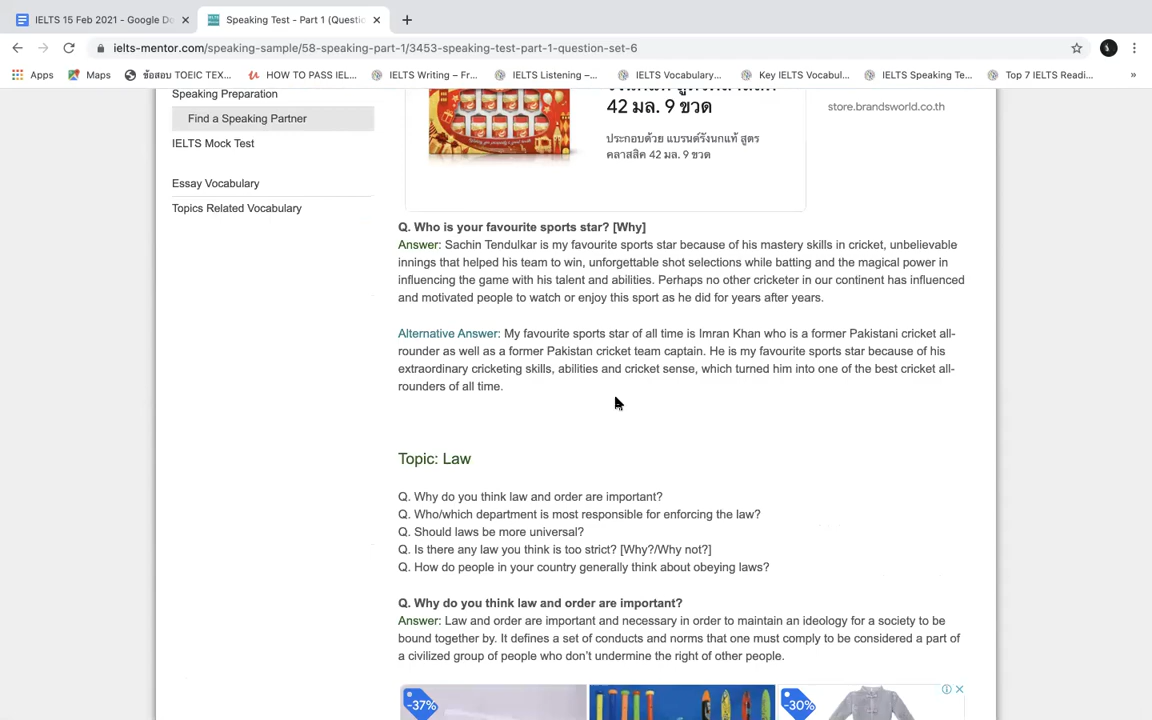 IELTS 15 Feb 2021 - Google Do
Speaking Test - Part 1 (Questio
ielts-mentor.com/speaking-sample/58-speaking-part-1/3453-speaking-test-part-1-question-set-6
Apps
Maps
ข้อสอบ TOEIC TEX...
HOW TO PASS IEL...
IELTS Writing – Fr...
IELTS Listening –...
IELTS Vocabulary...
Key IELTS Vocabul...
IELTS Speaking Te...
Top 7 IELTS Readi...
»
Speaking Preparation
Find a Speaking Partner
IELTS Mock Test
Essay Vocabulary
Topics Related Vocabulary
42 มล. 9 ขวด
ประกอบด้วย แบรนด์รังนกแท้ สูตร
คลาสสิค 42 มล. 9 ขวด
store.brandsworld.co.th
Q. Who is your favourite sports star? [Why]
Answer: Sachin Tendulkar is my favourite sports star because of his mastery skills in cricket, unbelievable
innings that helped his team to win, unforgettable shot selections while batting and the magical power in
influencing the game with his talent and abilities. Perhaps no other cricketer in our continent has influenced
and motivated people to watch or enjoy this sport as he did for years after years.
Alternative Answer: My favourite sports star of all time is Imran Khan who is a former Pakistani cricket all-
rounder as well as a former Pakistan cricket team captain. He is my favourite sports star because of his
extraordinary cricketing skills, abilities and cricket sense, which turned him into one of the best cricket all-
rounders of all time.
Topic: Law
Q. Why do you think law and order are important?
Q. Who/which department is most responsible for enforcing the law?
Q. Should laws be more universal?
Q. Is there any law you think is too strict? [Why?/Why not?]
Q. How do people in your country generally think about obeying laws?
Q. Why do you think law and order are important?
Answer: Law and order are important and necessary in order to maintain an ideology for a society to be
bound together by. It defines a set of conducts and norms that one must comply to be considered a part of
a civilized group of people who don't undermine the right of other people.
-37%
-30%